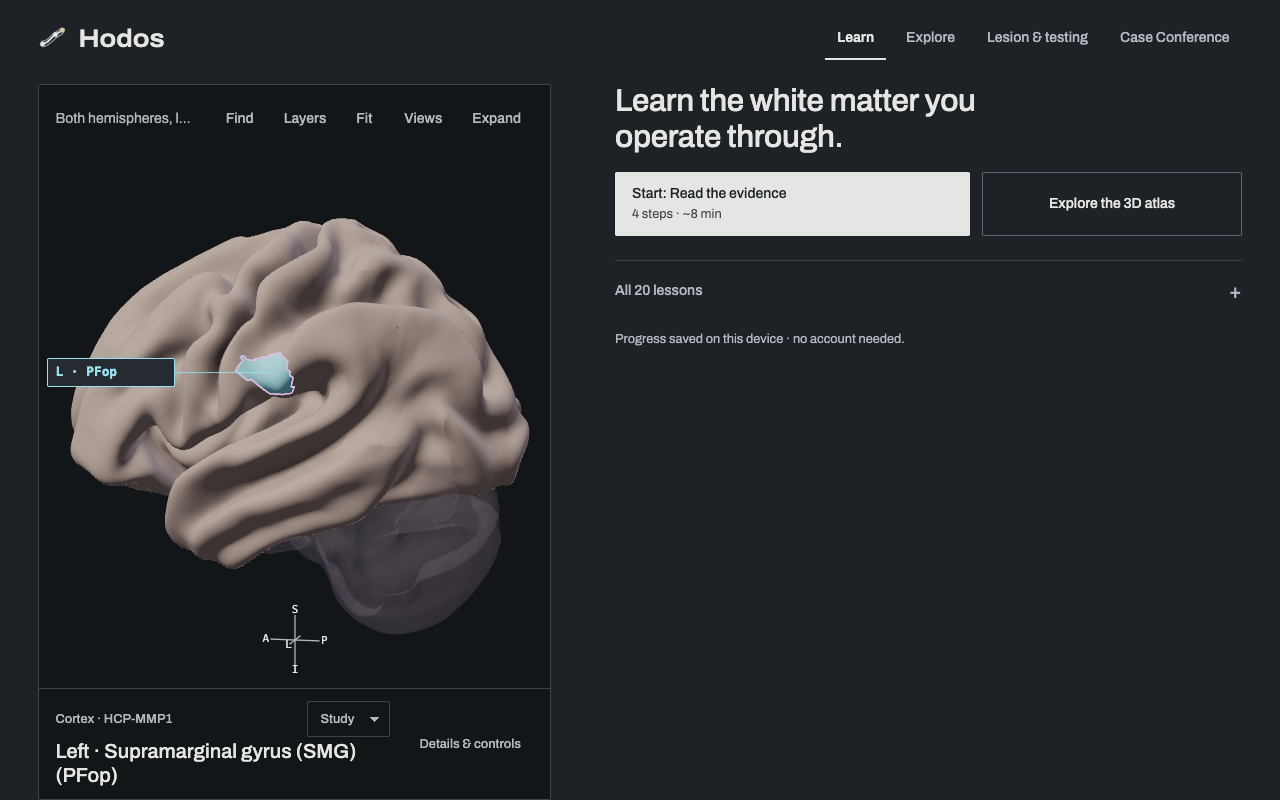 Hodos
Learn
Explore
Lesion & testing
Case Conference
Both hemispheres, l...
Find
Layers
Fit
Views
Expand
L · PFop
S
A
L
P
I
Cortex · HCP-MMP1
Study
Left · Supramarginal gyrus (SMG)
(PFop)
Details & controls
Learn the white matter you
operate through.
Start: Read the evidence
4 steps · ~8 min
Explore the 3D atlas
All 20 lessons
+
Progress saved on this device · no account needed.